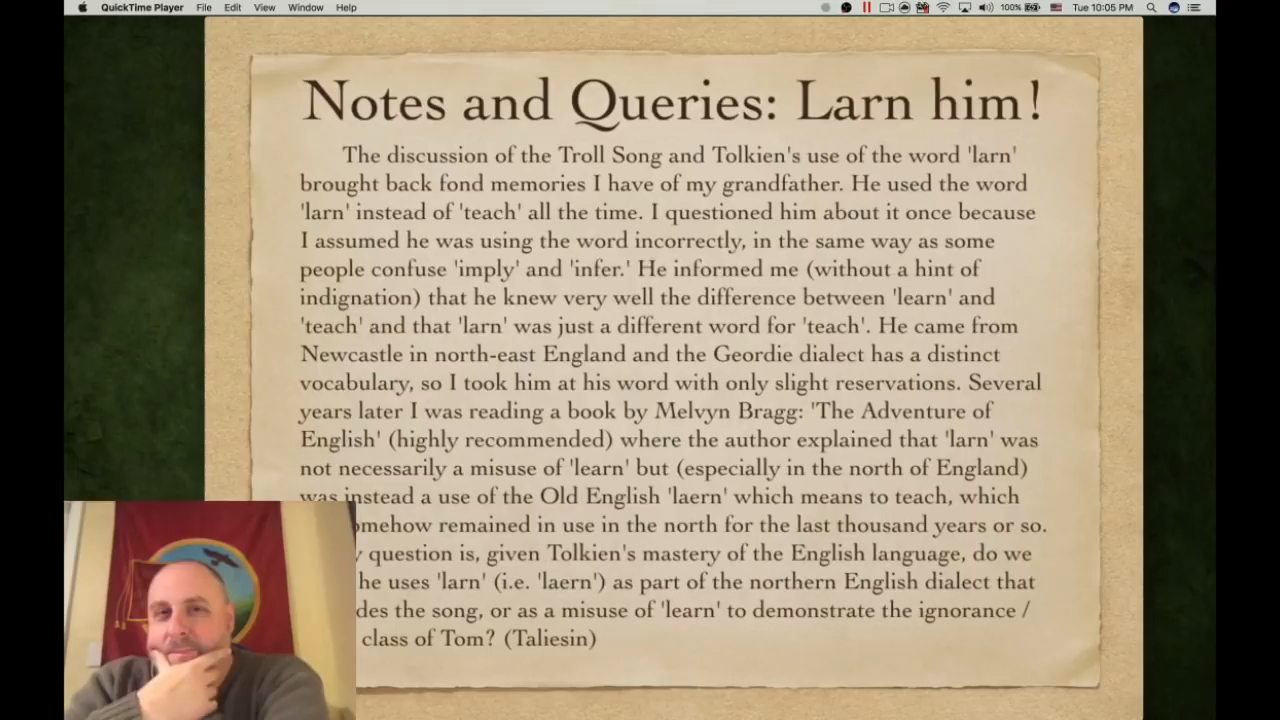 QuickTime Player File Edit View Window Help 100% Tue 10:05 PM
Notes and Queries: Larn him!
The discussion of the Troll Song and Tolkien's use of the word 'larn'
brought back fond memories I have of my grandfather. He used the word
'larn' instead of 'teach' all the time. I questioned him about it once because
I assumed he was using the word incorrectly, in the same way as some
people confuse 'imply' and 'infer.' He informed me (without a hint of
indignation) that he knew very well the difference between 'learn' and
'teach' and that 'larn' was just a different word for 'teach'. He came from
Newcastle in north-east England and the Geordie dialect has a distinct
vocabulary, so I took him at his word with only slight reservations. Several
years later I was reading a book by Melvyn Bragg: 'The Adventure of
English' (highly recommended) where the author explained that 'larn' was
not necessarily a misuse of 'learn' but (especially in the north of England)
was instead a use of the Old English 'laern' which means to teach, which
omehow remained in use in the north for the last thousand years or so.
y question is, given Tolkien's mastery of the English language, do we
he uses 'larn' (i.e. 'laern') as part of the northern English dialect that
des the song, or as a misuse of 'learn' to demonstrate the ignorance /
class of Tom? (Taliesin)